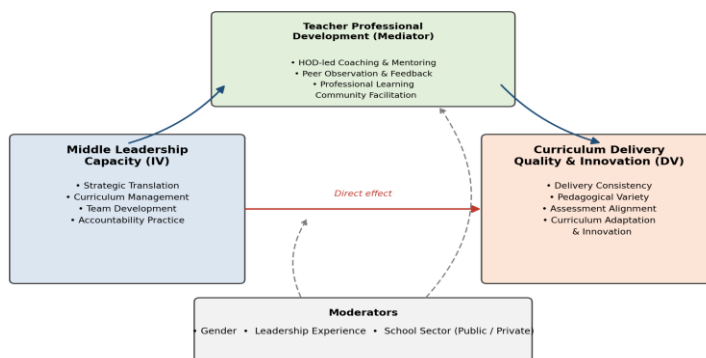 Teacher Professional
Development (Mediator)
• HOD-led Coaching & Mentoring
• Peer Observation & Feedback
• Professional Learning
Community Facilitation
Middle Leadership
Capacity (IV)
• Strategic Translation
• Curriculum Management
• Team Development
• Accountability Practice
Direct effect
Curriculum Delivery
Quality & Innovation (DV)
• Delivery Consistency
• Pedagogical Variety
• Assessment Alignment
• Curriculum Adaptation
& Innovation
Moderators
• Gender • Leadership Experience • School Sector (Public / Private)